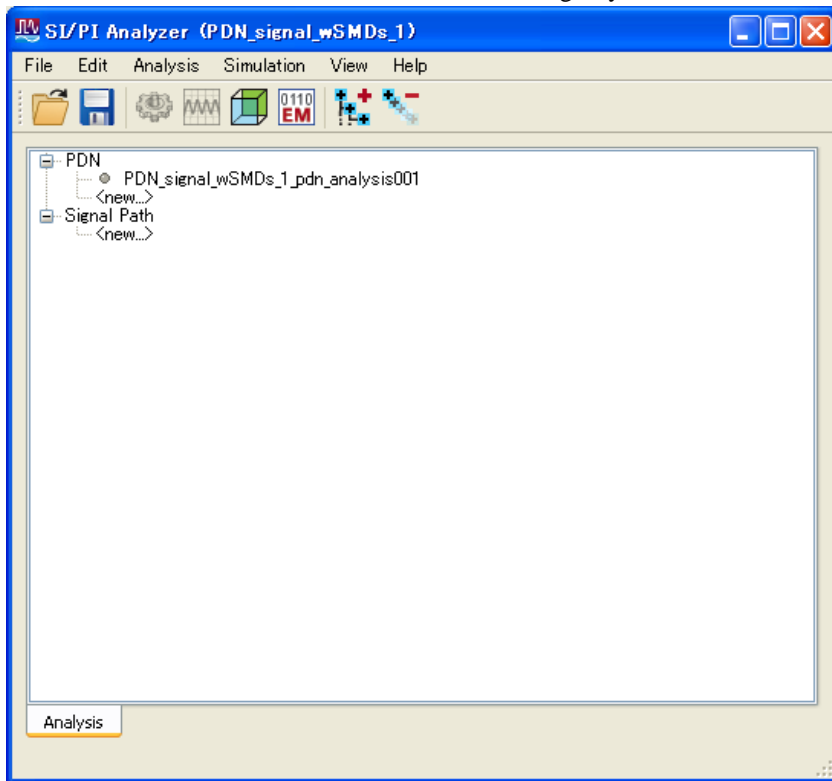 SI/PI Analyzer (PDN_signal_wSMDs_1)
File Edit Analysis Simulation View Help
0110
EM
PDN
PDN_signal_wSMDs_1_pdn_analysis001
<new...>
Signal Path
<new...>
Analysis